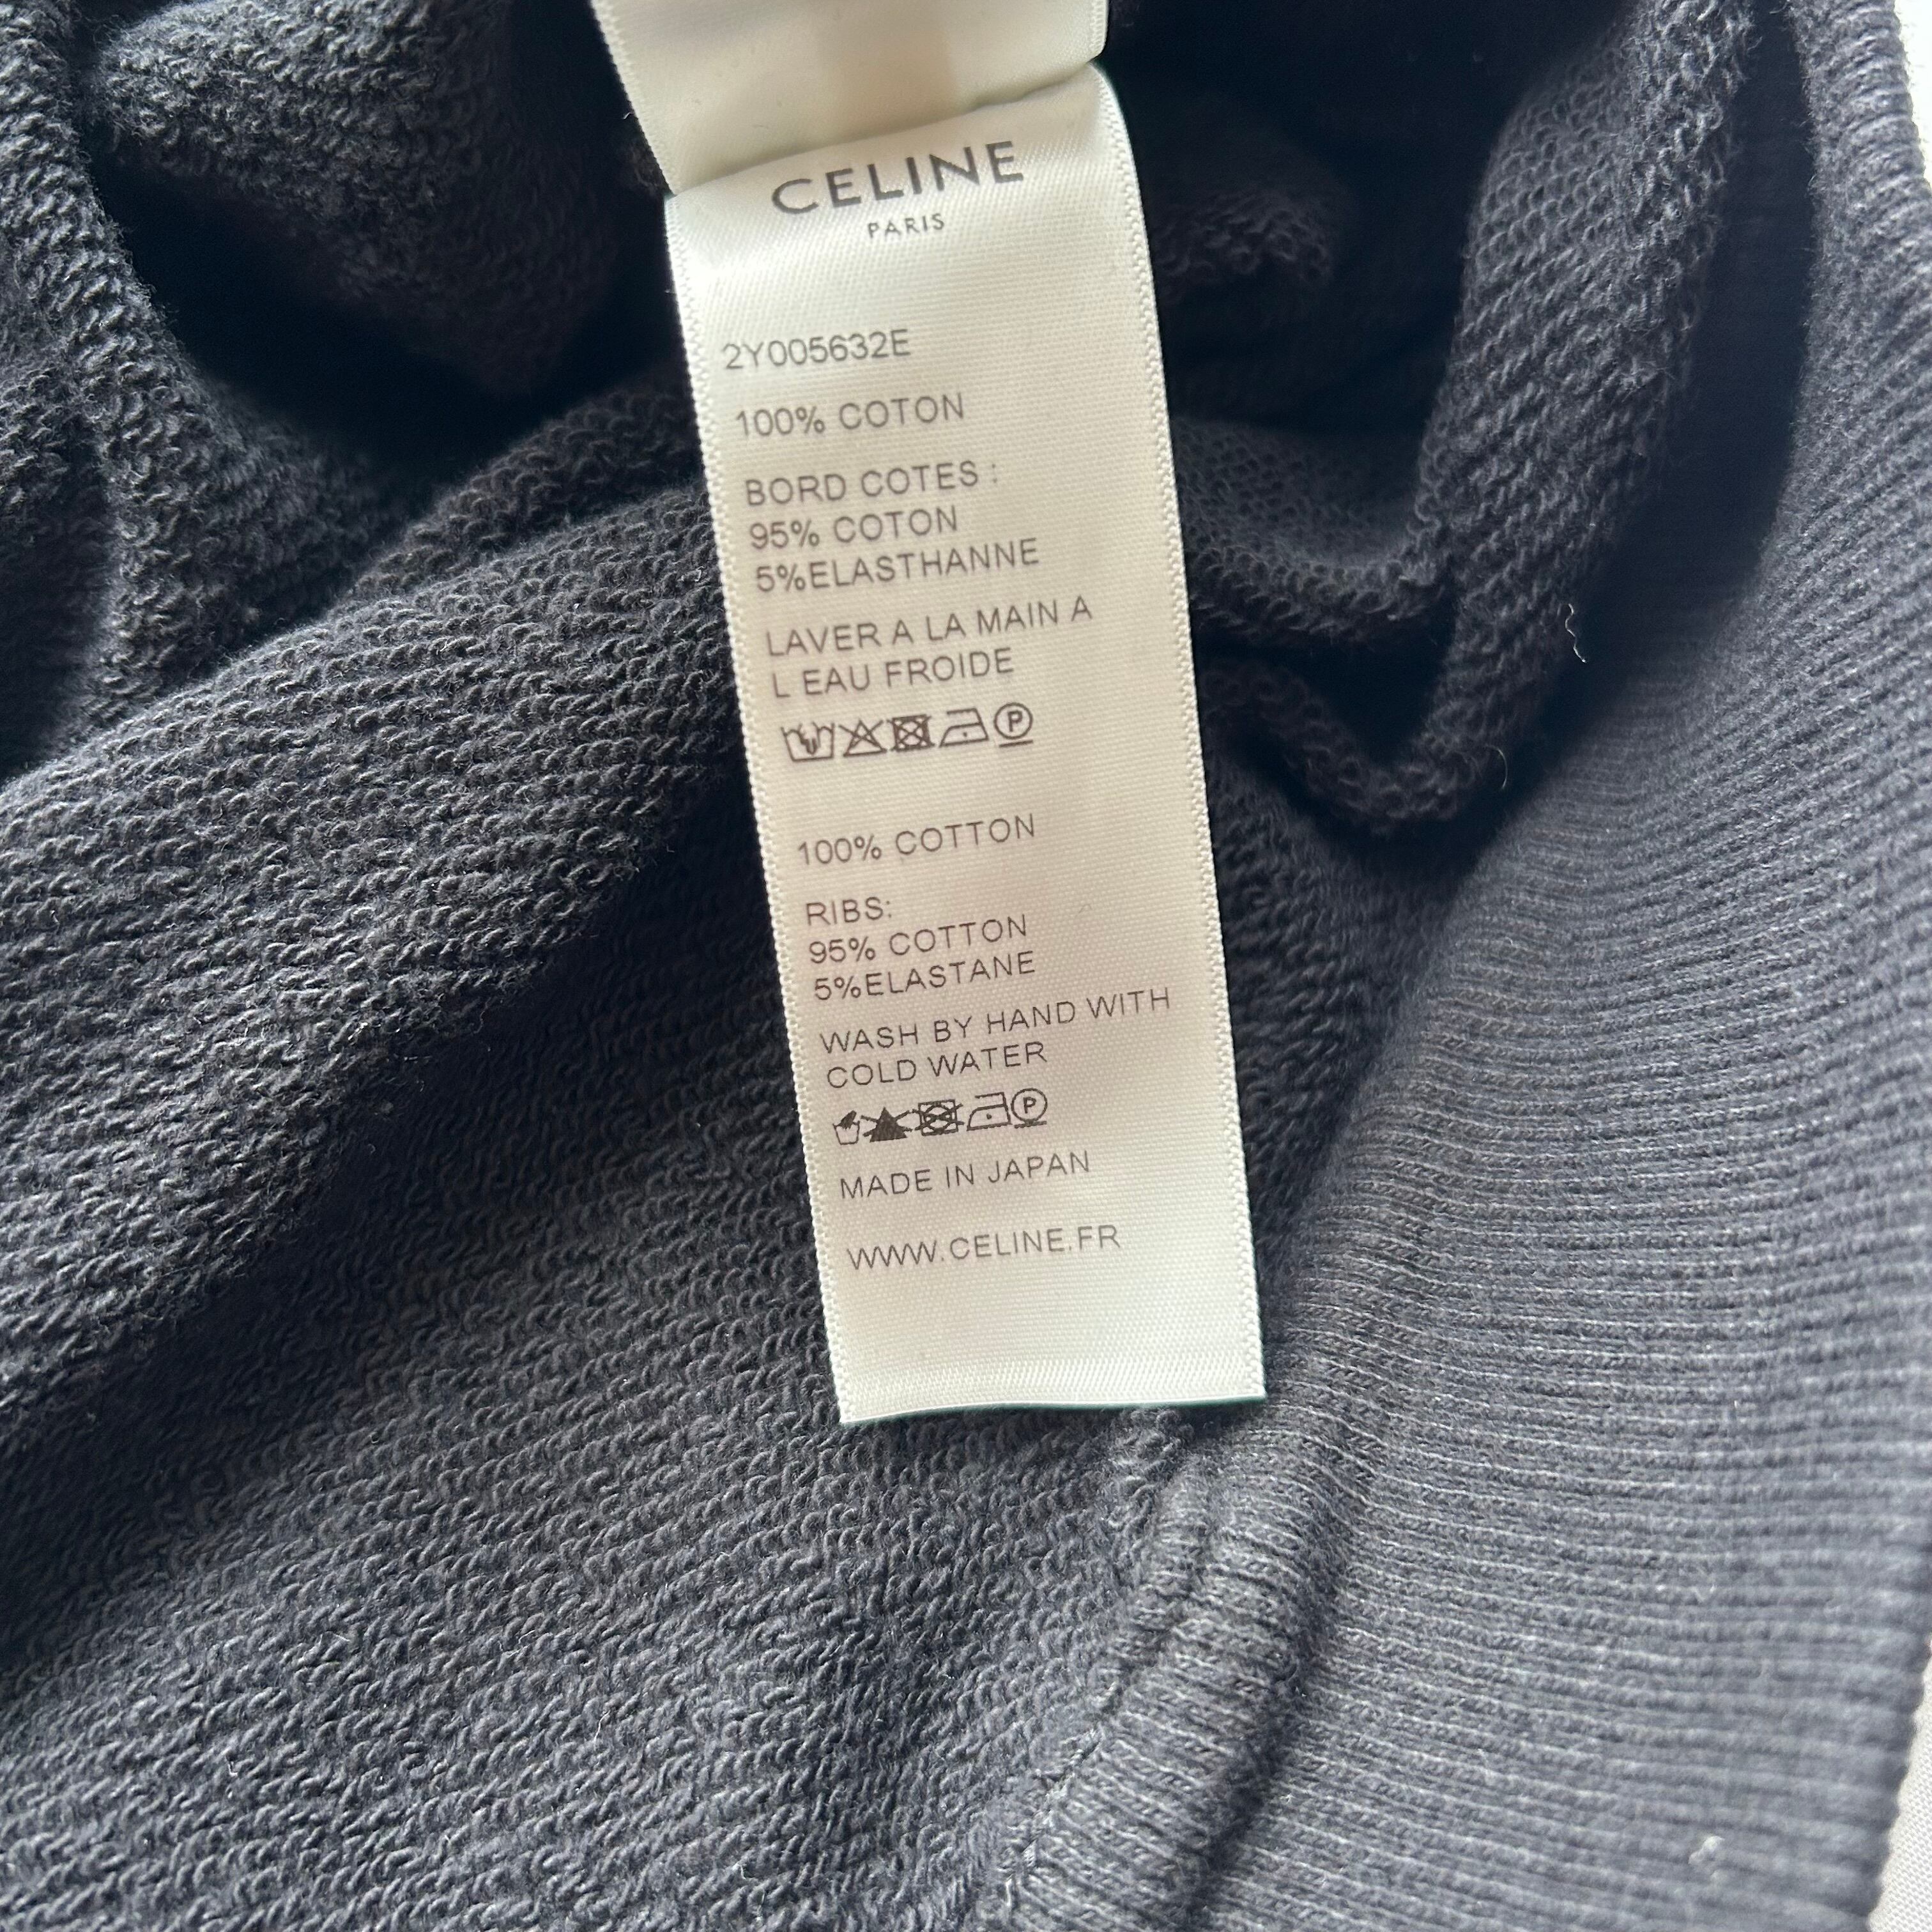 CELINE
PARIS
2Y005632E
100% COTON
BORD COTES :
95% COTON
5%ELASTHANNE
LAVER A LA MAIN A
L EAU FROIDE
P
100% COTTON
RIBS:
95% COTTON
5%ELASTANE
WASH BY HAND WITH
COLD WATER
P
MADE IN JAPAN
WWW.CELINE.FR